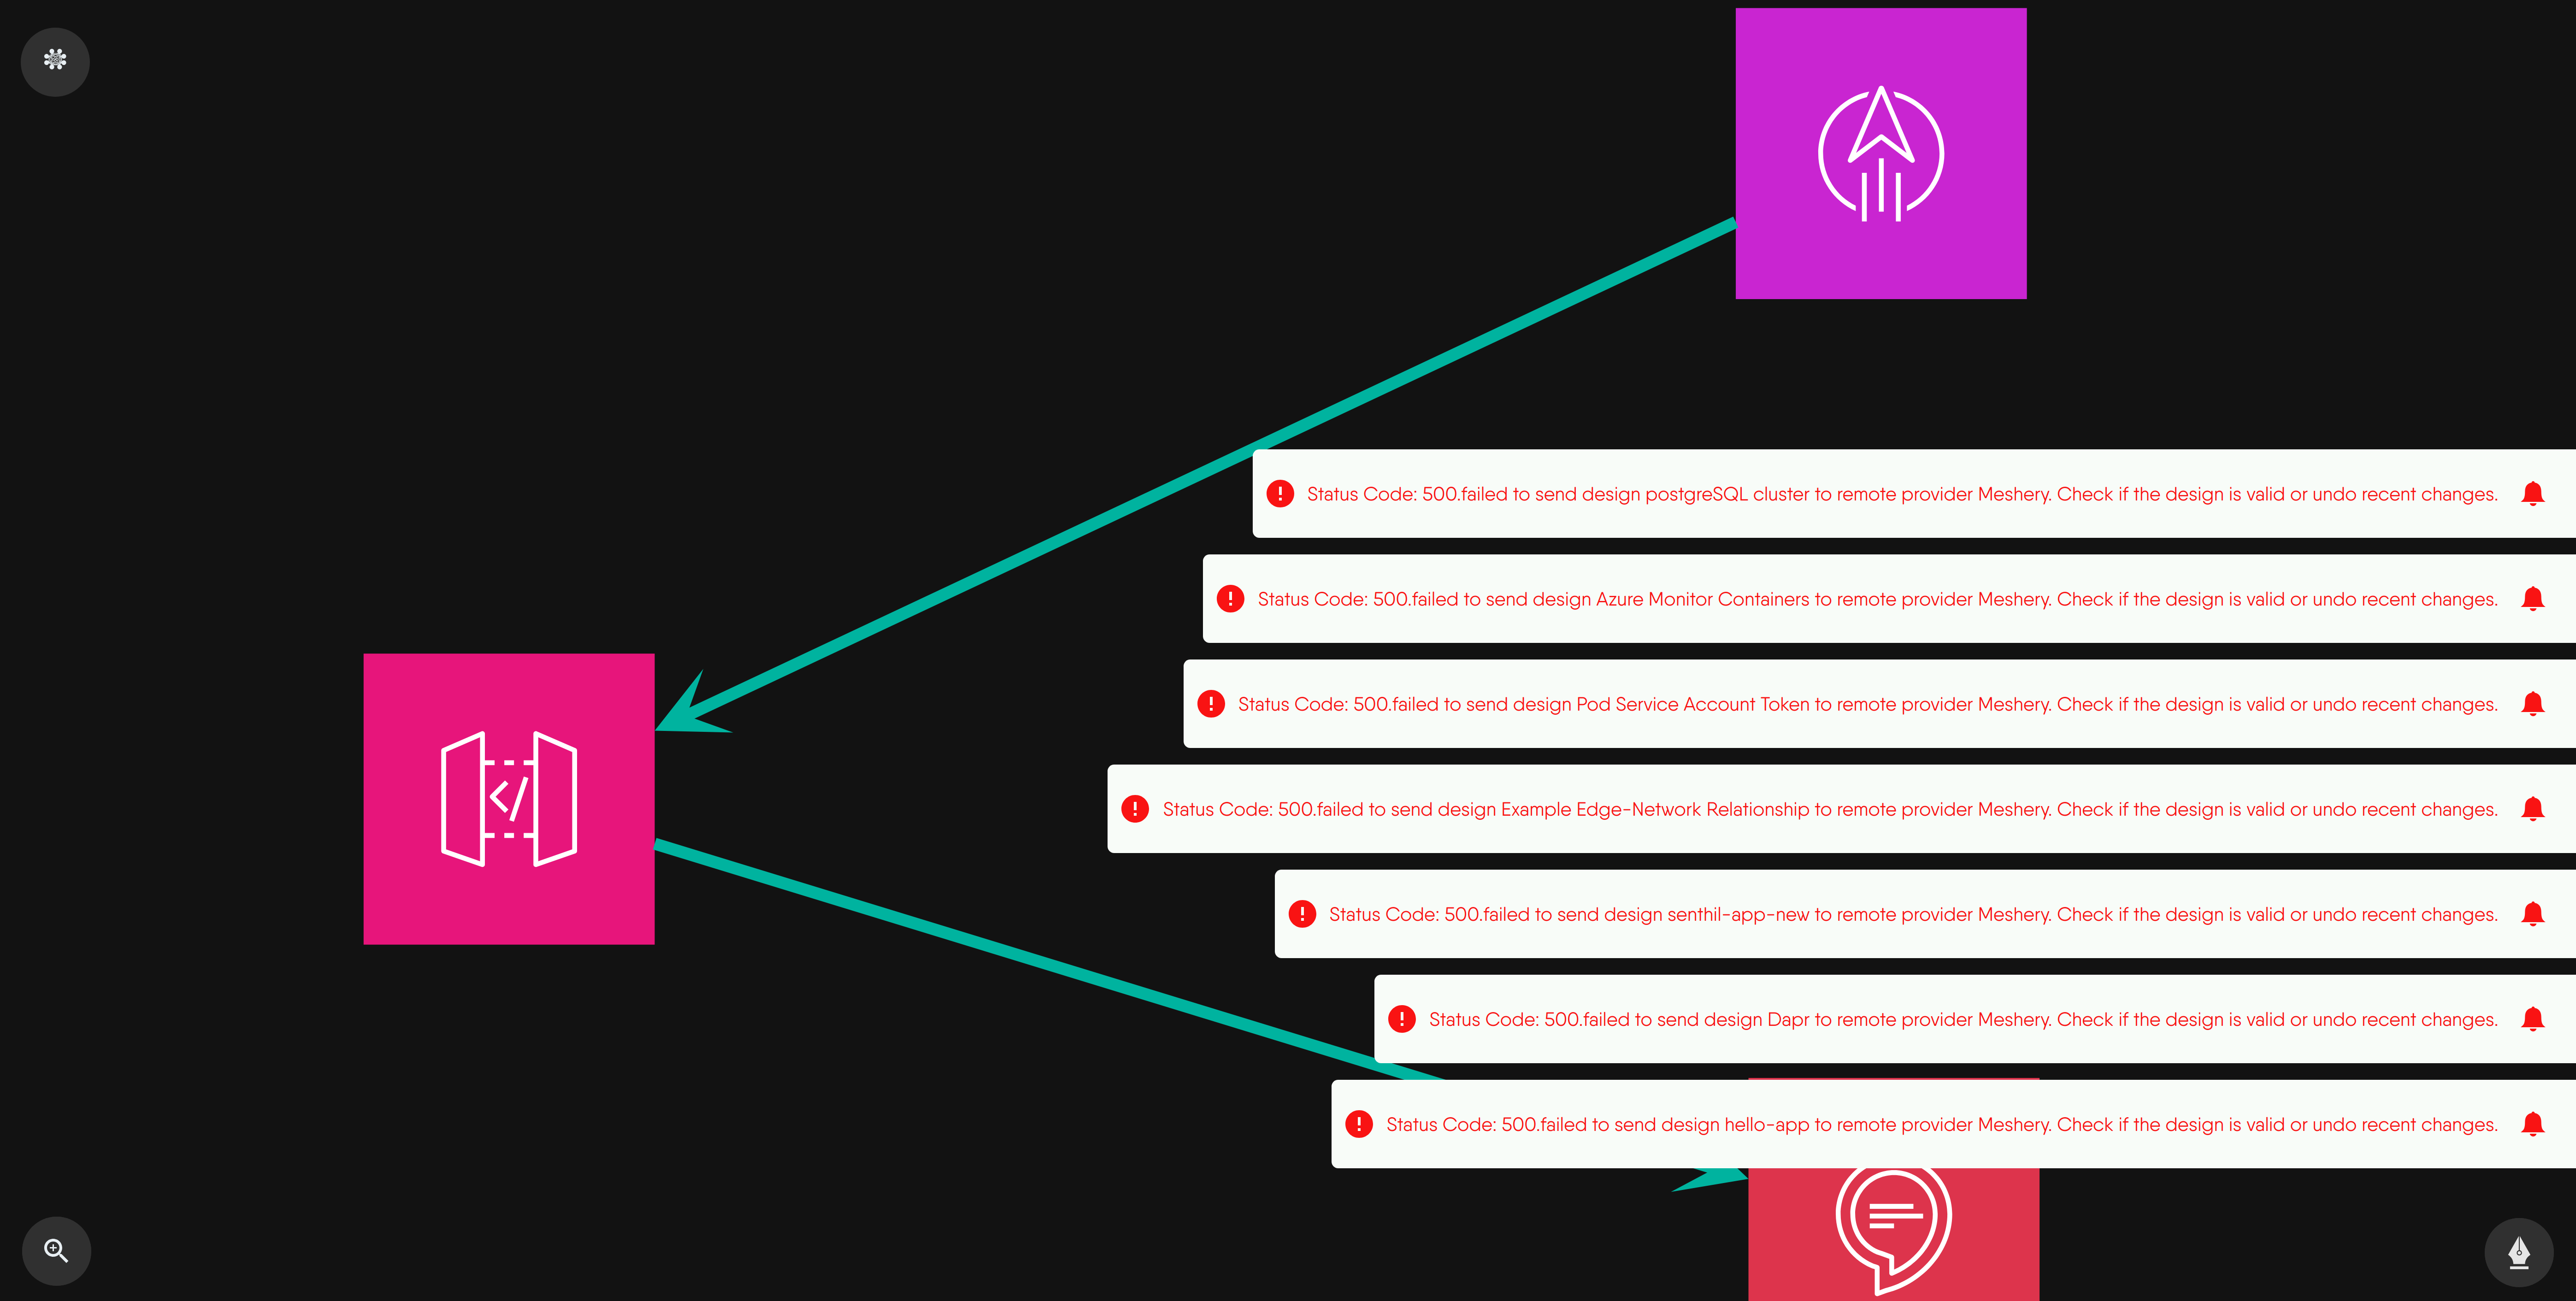 Status Code: 500.failed to send design postgreSQL cluster to remote provider Meshery. Check if the design is valid or undo recent changes.
Status Code: 500.failed to send design Azure Monitor Containers to remote provider Meshery. Check if the design is valid or undo recent changes.
Status Code: 500.failed to send design Pod Service Account Token to remote provider Meshery. Check if the design is valid or undo recent changes.
Status Code: 500.failed to send design Example Edge-Network Relationship to remote provider Meshery. Check if the design is valid or undo recent changes.
Status Code: 500.failed to send design senthil-app-new to remote provider Meshery. Check if the design is valid or undo recent changes.
Status Code: 500.failed to send design Dapr to remote provider Meshery. Check if the design is valid or undo recent changes.
Status Code: 500.failed to send design hello-app to remote provider Meshery. Check if the design is valid or undo recent changes.